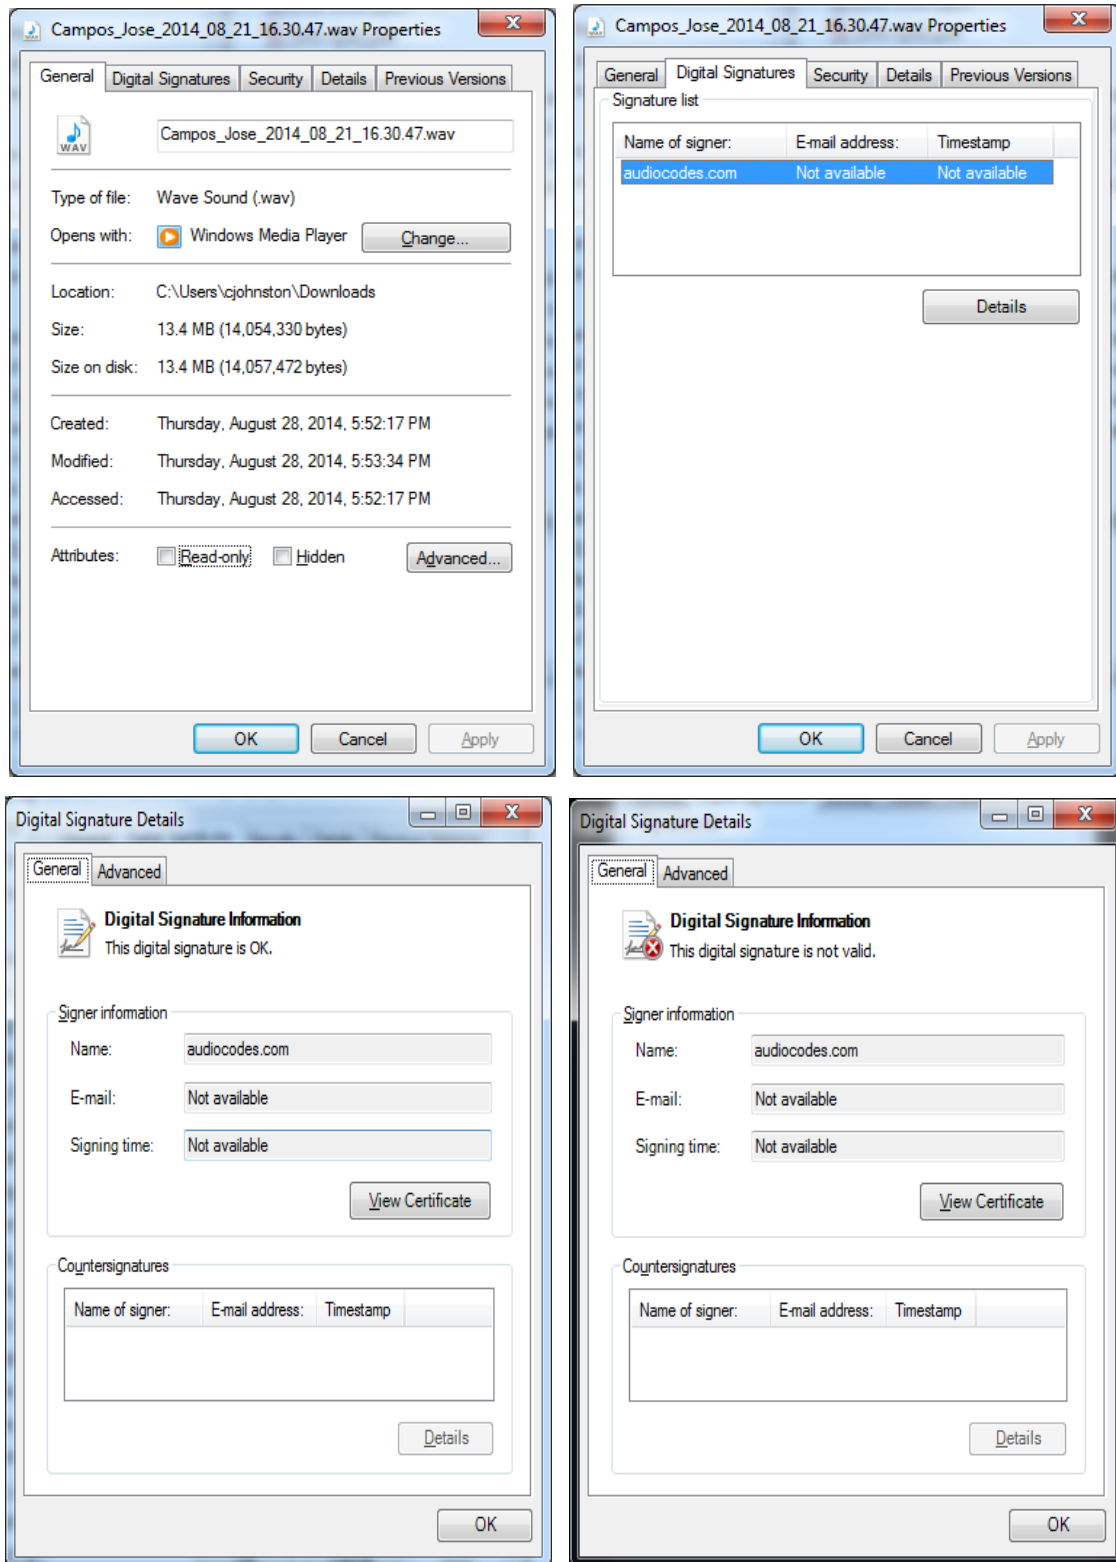 Campos_Jose_2014_08_21_16.30.47.wav Properties
X
General Digital Signatures Security Details Previous Versions
WAV
Campos_Jose_2014_08_21_16.30.47.wav
Type of file: Wave Sound (.wav)
Opens with: Windows Media Player Change...
Location: C:\Users\cjohnston\Downloads
Size: 13.4 MB (14,054,330 bytes)
Size on disk: 13.4 MB (14,057,472 bytes)
Created: Thursday, August 28, 2014, 5:52:17 PM
Modified: Thursday, August 28, 2014, 5:53:34 PM
Accessed: Thursday, August 28, 2014, 5:52:17 PM
Attributes: Read-only Hidden Advanced...
OK Cancel Apply
Campos_Jose_2014_08_21_16.30.47.wav Properties
X
General Digital Signatures Security Details Previous Versions
Signature list
Name of signer: E-mail address: Timestamp
audiocodes.com Not available Not available
Details
OK Cancel Apply
Digital Signature Details
X
General Advanced
Digital Signature Information
This digital signature is OK.
Signer information
Name: audiocodes.com
E-mail: Not available
Signing time: Not available
View Certificate
Countersignatures
Name of signer: E-mail address: Timestamp
Details
OK
Digital Signature Details
X
General Advanced
Digital Signature Information
This digital signature is not valid.
Signer information
Name: audiocodes.com
E-mail: Not available
Signing time: Not available
View Certificate
Countersignatures
Name of signer: E-mail address: Timestamp
Details
OK